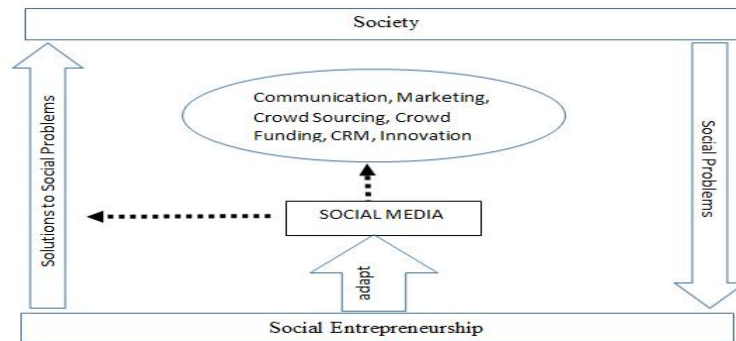 Society
Communication, Marketing,
Crowd Sourcing, Crowd
Funding, CRM, Innovation
Solutions to Social Problems
Social Problems
SOCIAL MEDIA
adapt
Social Entrepreneurship